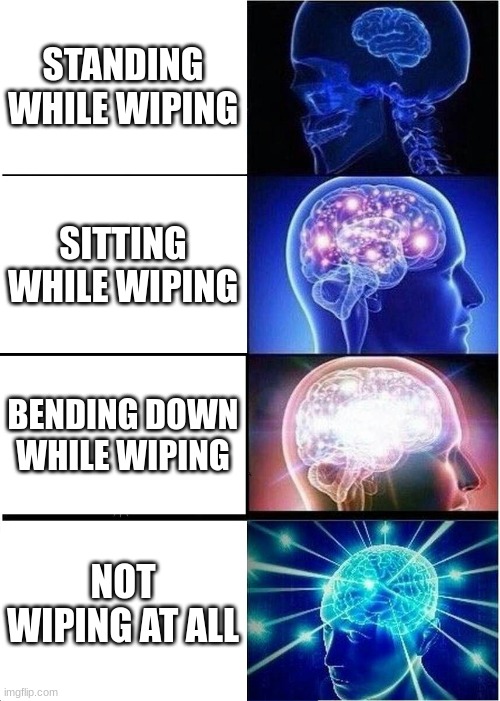 STANDING
WHILE WIPING
SITTING
WHILE WIPING
BENDING DOWN
WHILE WIPING
NOT
WIPING AT ALL
imgflip.com